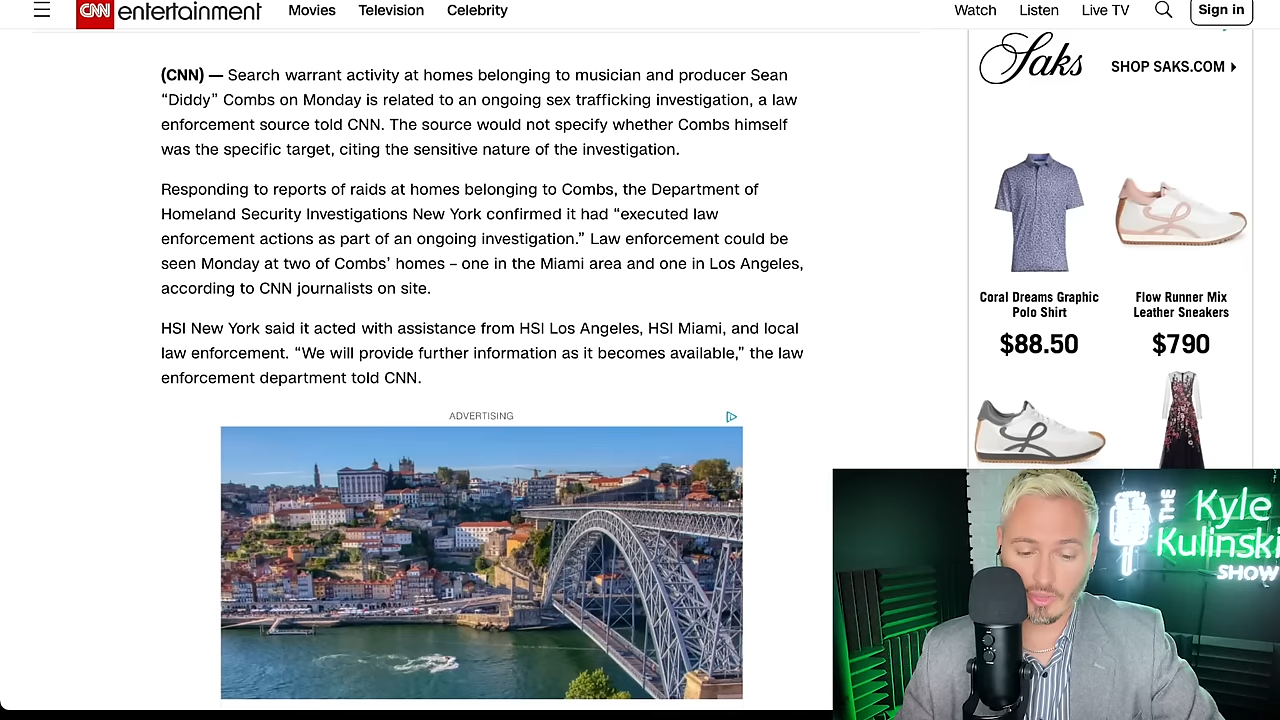 CNN entertainment Movies Television Celebrity Watch Listen Live TV Sign in
(CNN) — Search warrant activity at homes belonging to musician and producer Sean
“Diddy” Combs on Monday is related to an ongoing sex trafficking investigation, a law
enforcement source told CNN. The source would not specify whether Combs himself
was the specific target, citing the sensitive nature of the investigation.
Responding to reports of raids at homes belonging to Combs, the Department of
Homeland Security Investigations New York confirmed it had “executed law
enforcement actions as part of an ongoing investigation.” Law enforcement could be
seen Monday at two of Combs’ homes – one in the Miami area and one in Los Angeles,
according to CNN journalists on site.
HSI New York said it acted with assistance from HSI Los Angeles, HSI Miami, and local
law enforcement. “We will provide further information as it becomes available,” the law
enforcement department told CNN.
ADVERTISING
Saks SHOP SAKS.COM
Coral Dreams Graphic
Polo Shirt
$88.50
Flow Runner Mix
Leather Sneakers
$790
THE
Kyle
Kulinski
SHOW